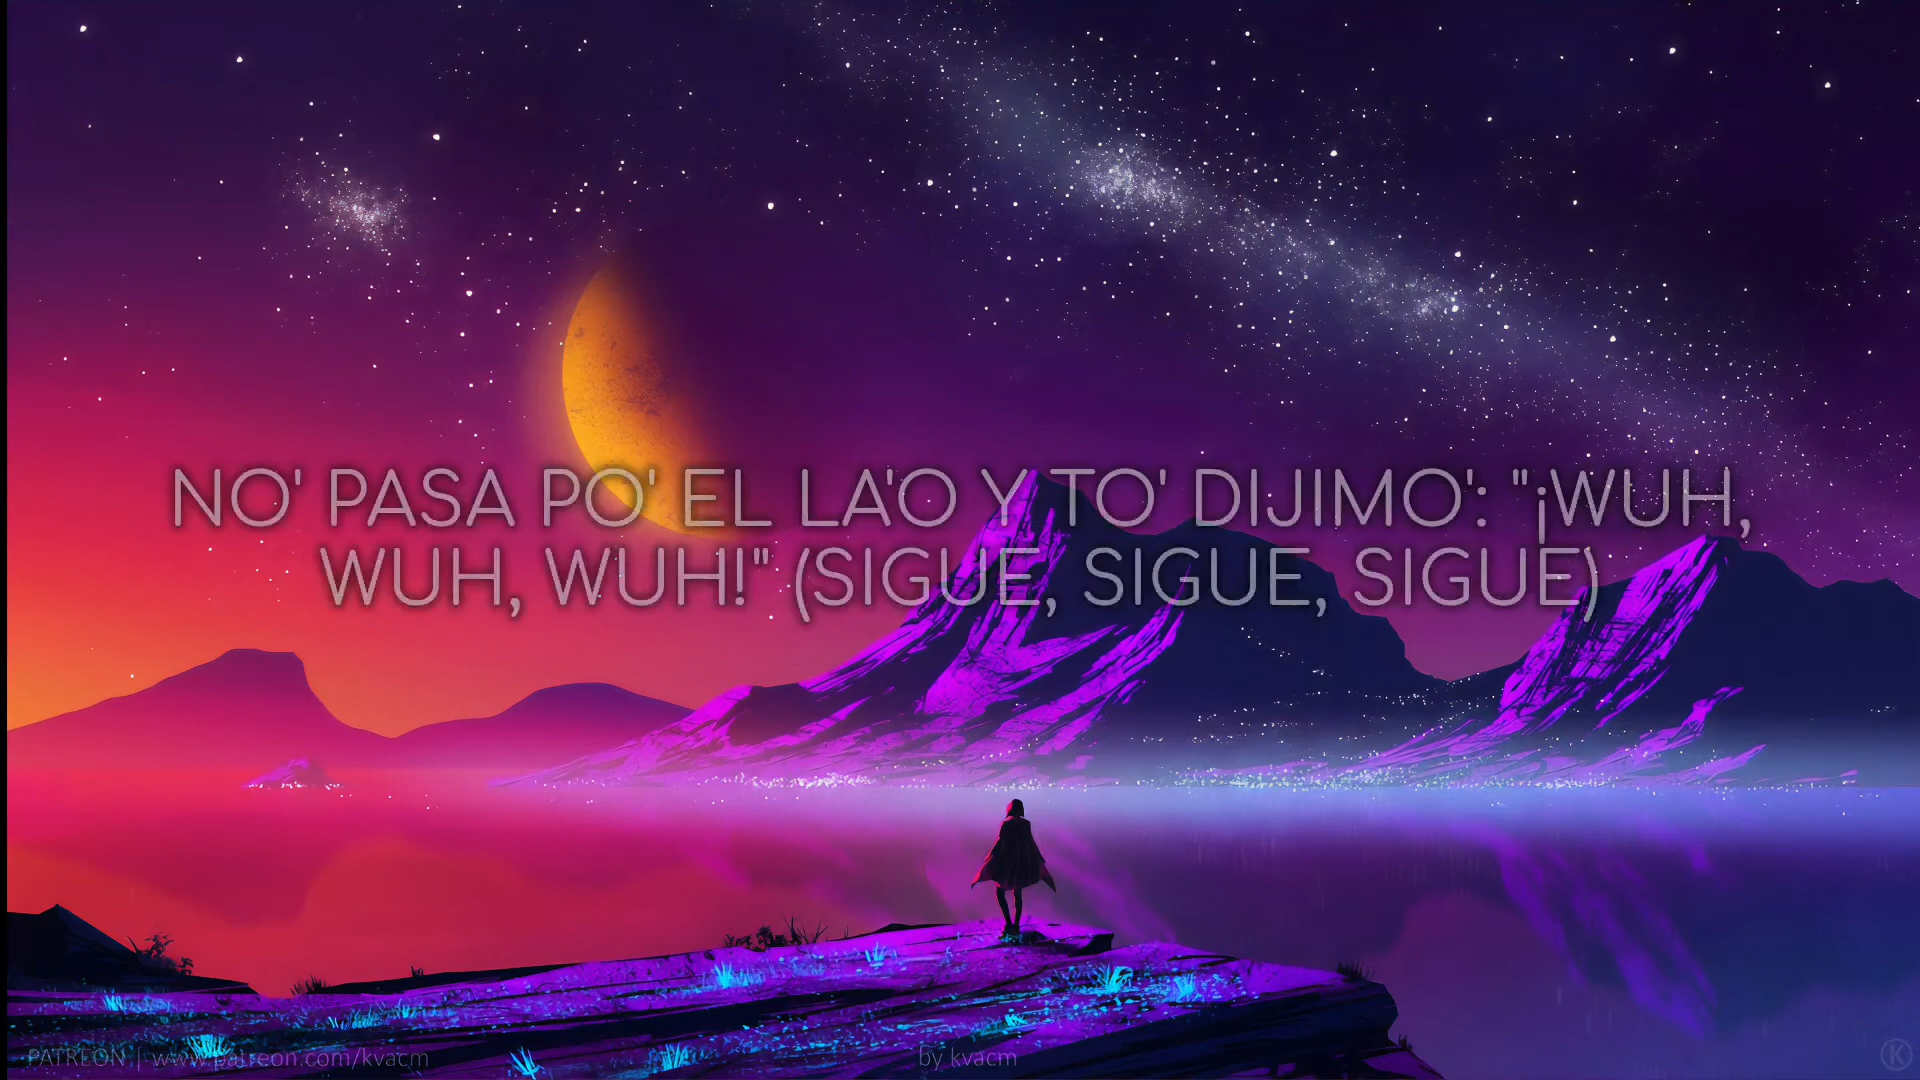 NO' PASA PO' EL LA'O Y TO' DIJIMO': "¡WUH,
WUH, WUH!" (SIGUE, SIGUE, SIGUE)
PATREON | www.patreon.com/kvacm
by kvacm
K